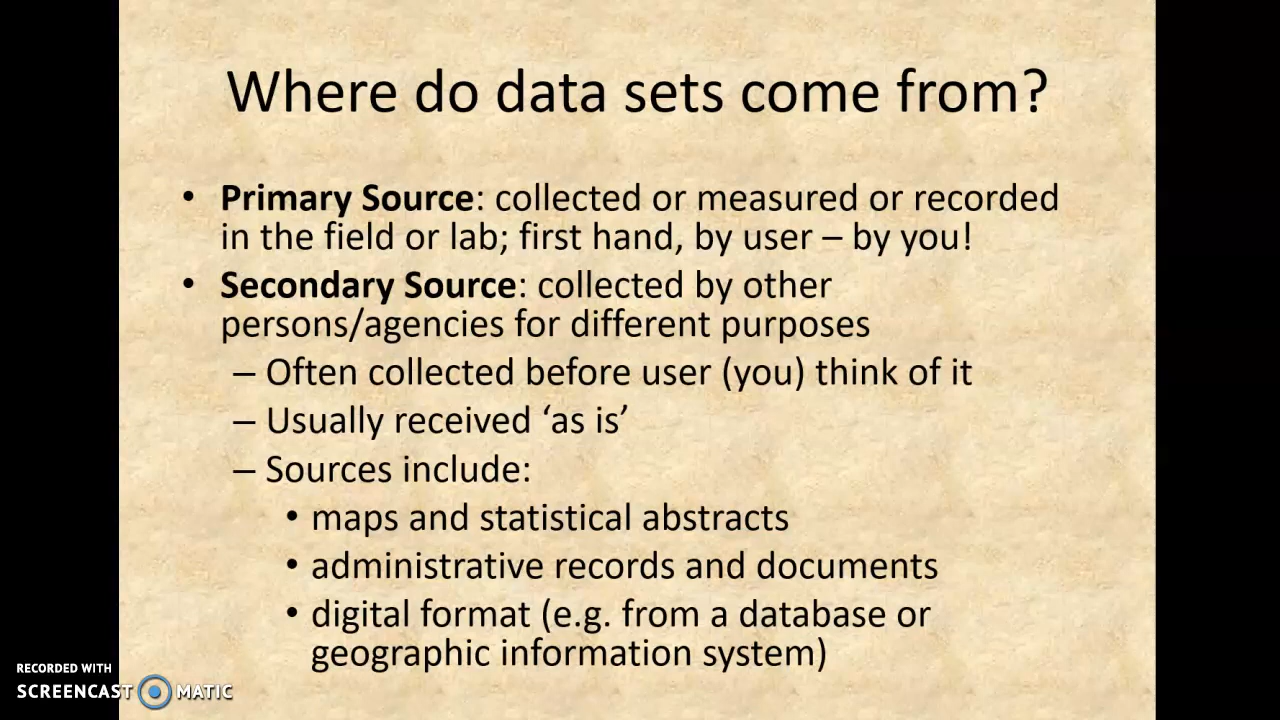 Where do data sets come from?
• Primary Source: collected or measured or recorded
in the field or lab; first hand, by user – by you!
• Secondary Source: collected by other
persons/agencies for different purposes
– Often collected before user (you) think of it
– Usually received ‘as is’
– Sources include:
• maps and statistical abstracts
• administrative records and documents
• digital format (e.g. from a database or
geographic information system)
RECORDED WITH
SCREENCAST MATIC